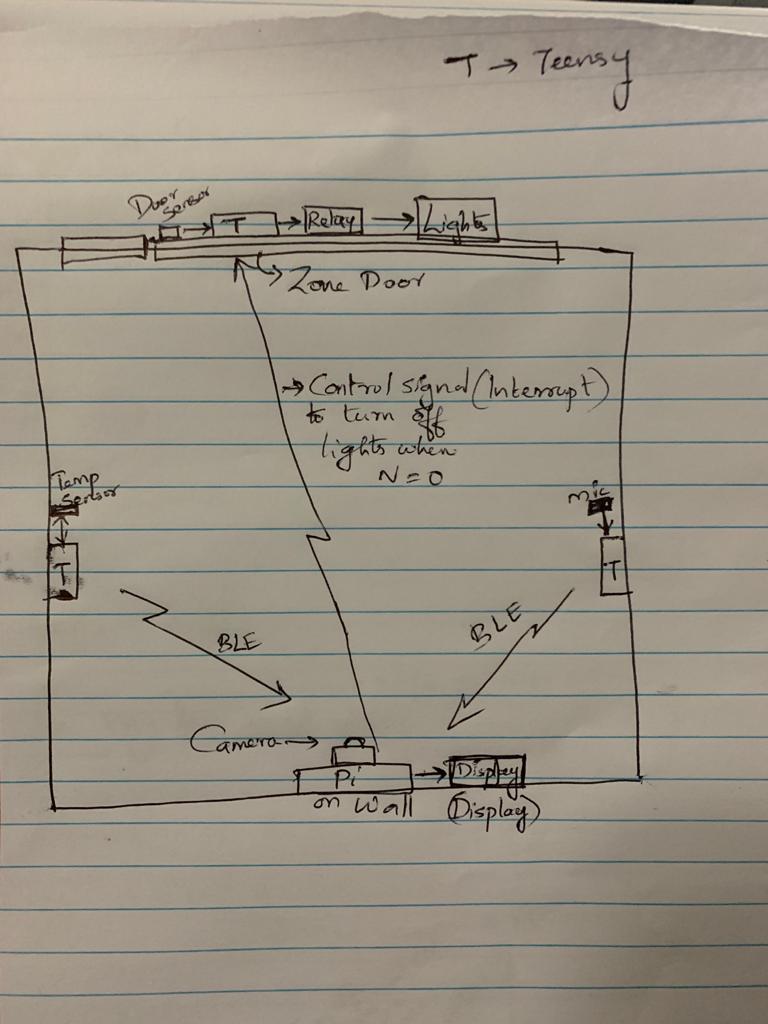 T → Teensy
Door
Sensor
T → Relay → Lights
Zone Door
→ Control signal (Interrupt)
to turn off
lights when
N = 0
Temp
Sensor
mic
T
T
BLE
BLE
Camera →
Pi → Display
on Wall (Display)